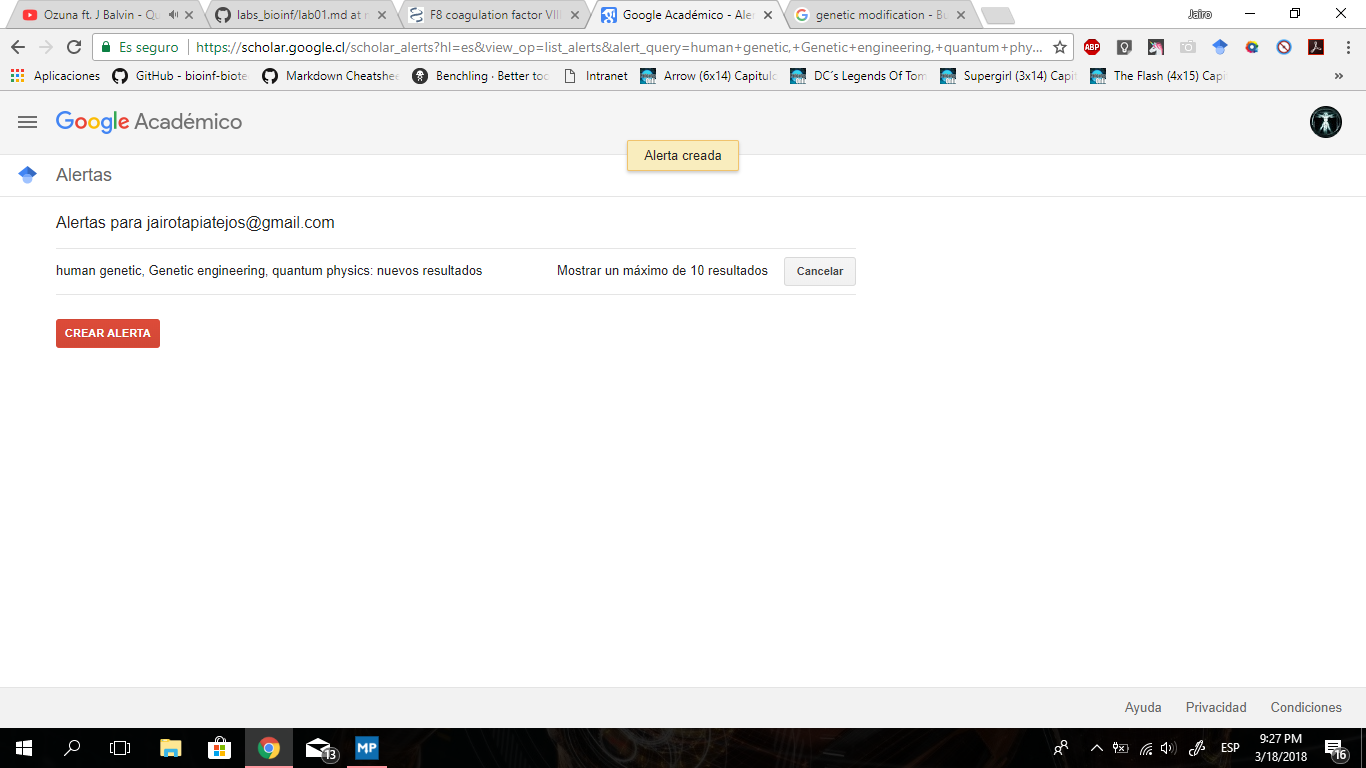 Ozuna ft. J Balvin - Qu
labs_bioinf/lab01.md at m
F8 coagulation factor VIII
Google Académico - Aler
genetic modification - Bu
Jairo
Es seguro
https://scholar.google.cl/scholar_alerts?hl=es&view_op=list_alerts&alert_query=human+genetic,+Genetic+engineering,+quantum+phy...
ABP
Aplicaciones
GitHub - bioinf-biote
Markdown Cheatshe
Benchling · Better too
Intranet
Arrow (6x14) Capitulo
DC´s Legends Of Tom
Supergirl (3x14) Capit
The Flash (4x15) Capi
»
Google Académico
Alerta creada
Alertas
Alertas para jairotapiatejos@gmail.com
human genetic, Genetic engineering, quantum physics: nuevos resultados
Mostrar un máximo de 10 resultados
Cancelar
CREAR ALERTA
Ayuda
Privacidad
Condiciones
13
MP
ESP
9:27 PM
3/18/2018
16